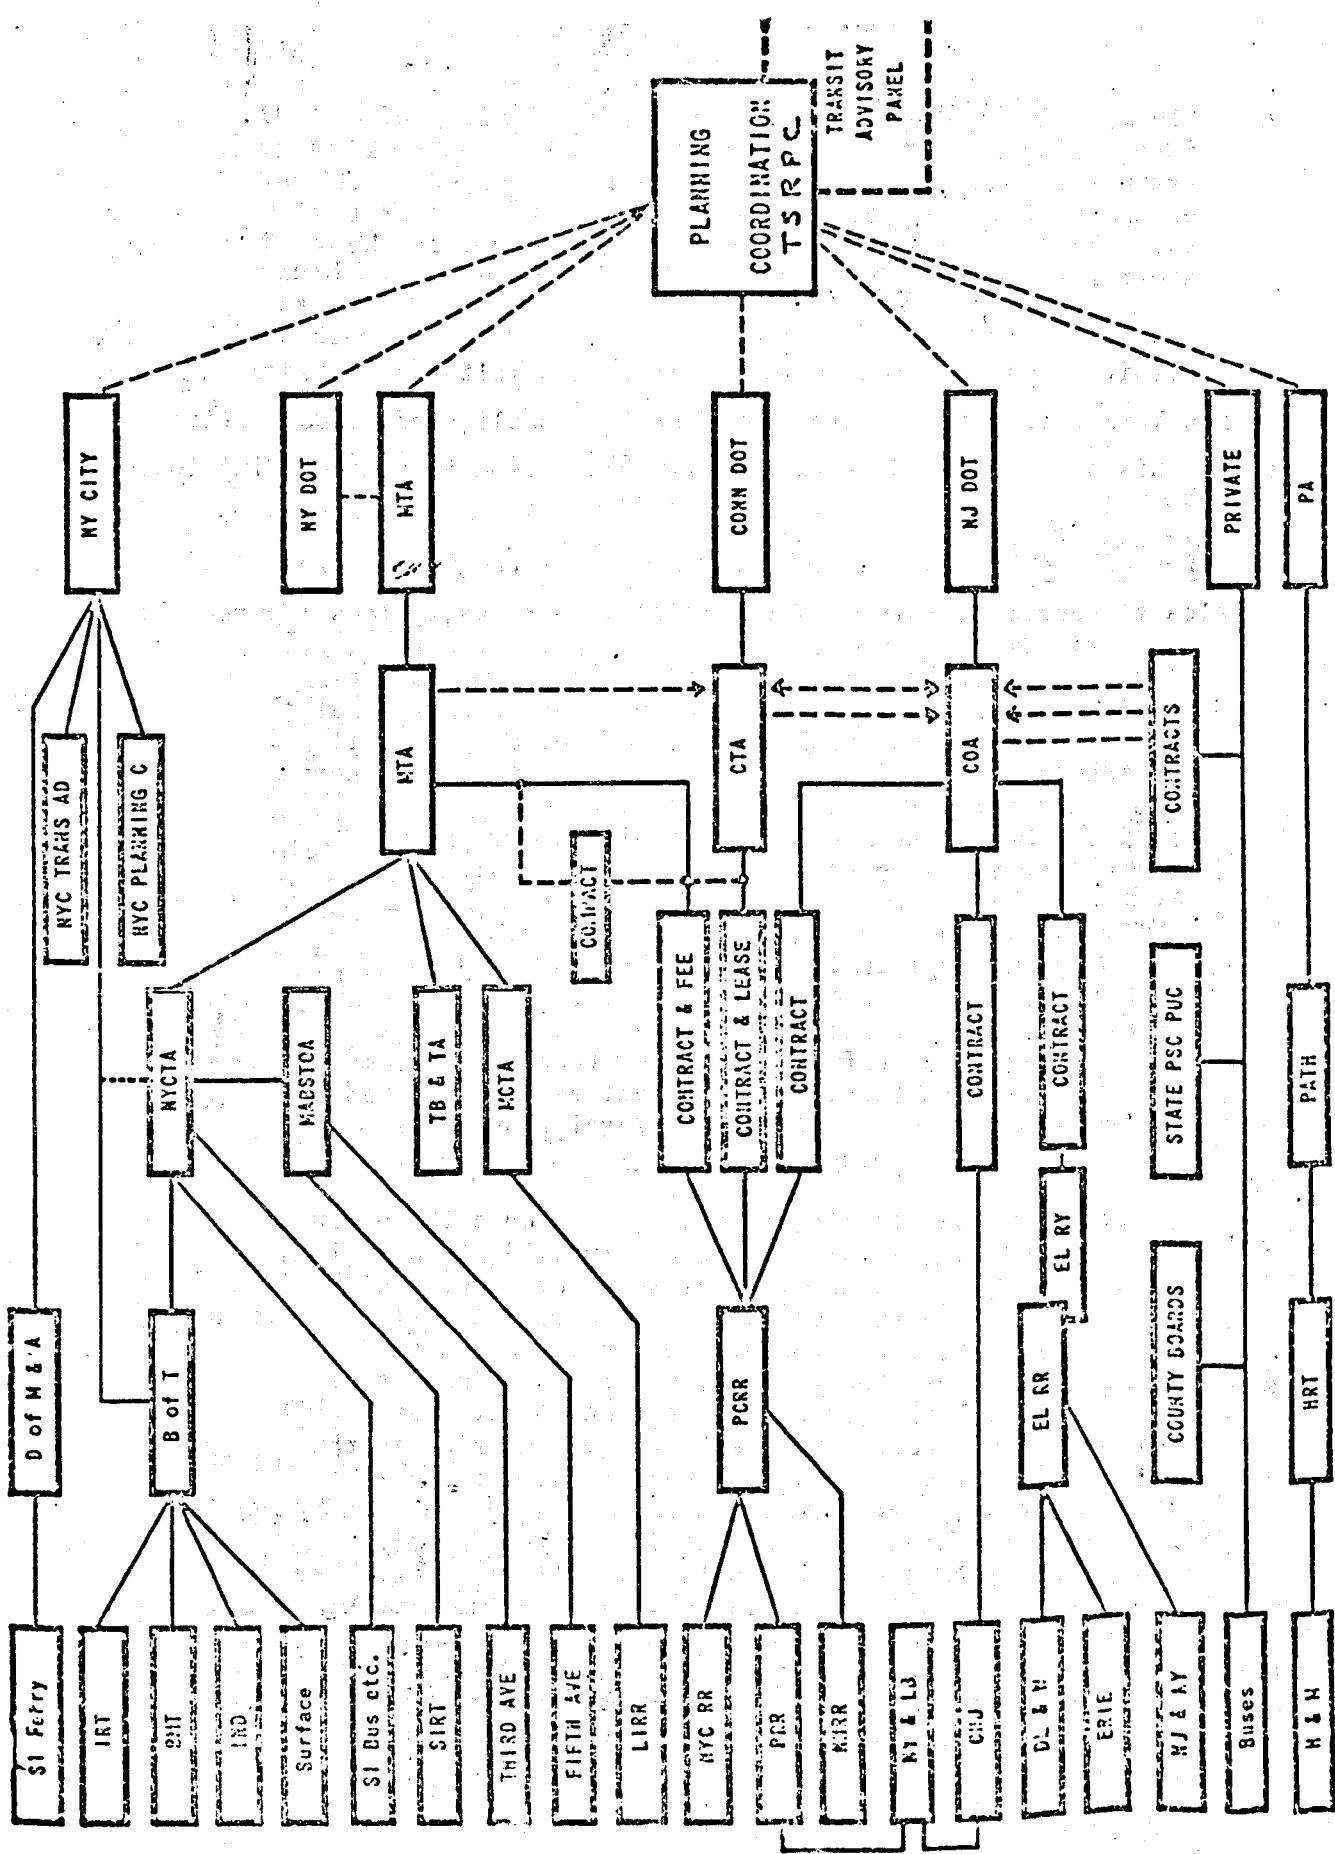 TRANSIT
ADVISORY
PANEL
PLANNING
COORDINATION
TSRPC
NY CITY
NY DOT
MTA
CONN DOT
NJ DOT
PRIVATE
PA
NYC TRANS AD
NYC PLANNING C
MTA
CTA
COA
CONTRACTS
CONTRACT
NYCTA
MABSTOA
TB & TA
MCTA
CONTRACT & FEE
CONTRACT & LEASE
CONTRACT
CONTRACT
CONTRACT
STATE PSC PUC
PATH
EL RY
D of M & A
B of T
PCRR
EL RR
COUNTY BOARDS
HRT
SI Ferry
IRT
BMT
IND
Surface
SI Bus etc.
SIRT
THIRD AVE
FIFTH AVE
LIRR
NYC RR
PRR
NHRR
NY & LB
CNJ
DL & W
ERIE
NJ & NY
Buses
H & M